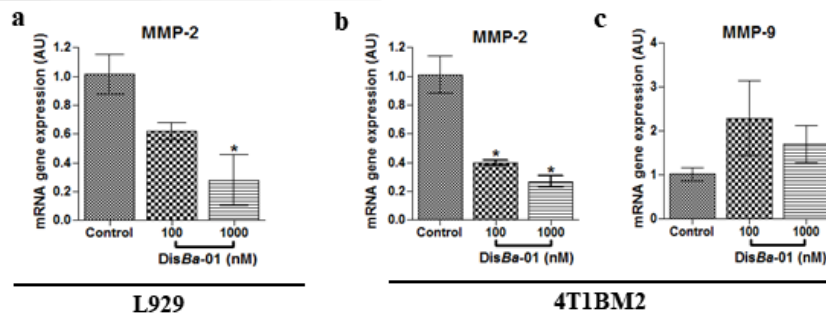 a
MMP-2
mRNA gene expression (AU)
1.2
1.0
0.8
0.6
0.4
0.2
0.0
*
Control
100
1000
DisBa-01 (nM)
L929
b
MMP-2
mRNA gene expression (AU)
1.2
1.0
0.8
0.6
0.4
0.2
0.0
*
*
Control
100
1000
DisBa-01 (nM)
c
MMP-9
mRNA gene expression (AU)
4
3
2
1
0
Control
100
1000
DisBa-01 (nM)
4T1BM2